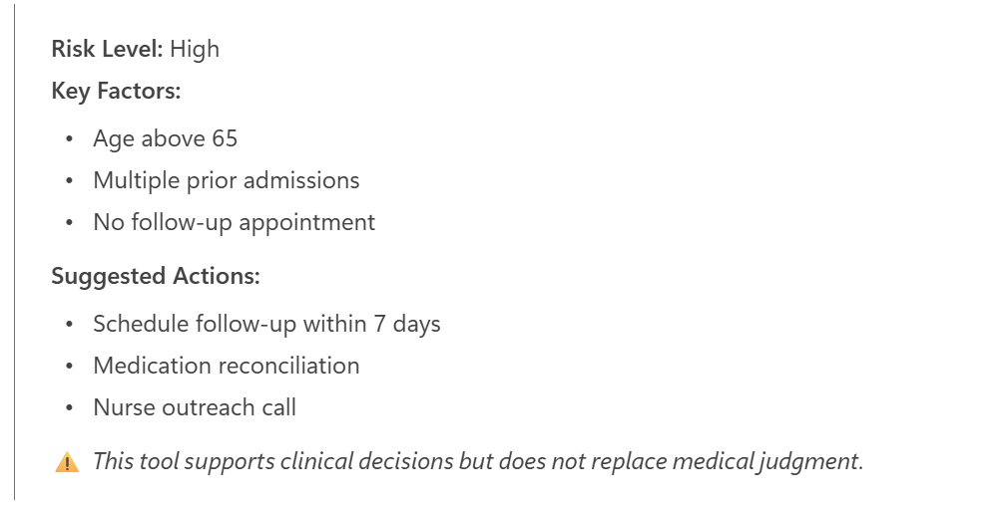 Risk Level: High
Key Factors:
• Age above 65
• Multiple prior admissions
• No follow-up appointment
Suggested Actions:
• Schedule follow-up within 7 days
• Medication reconciliation
• Nurse outreach call
⚠️ This tool supports clinical decisions but does not replace medical judgment.